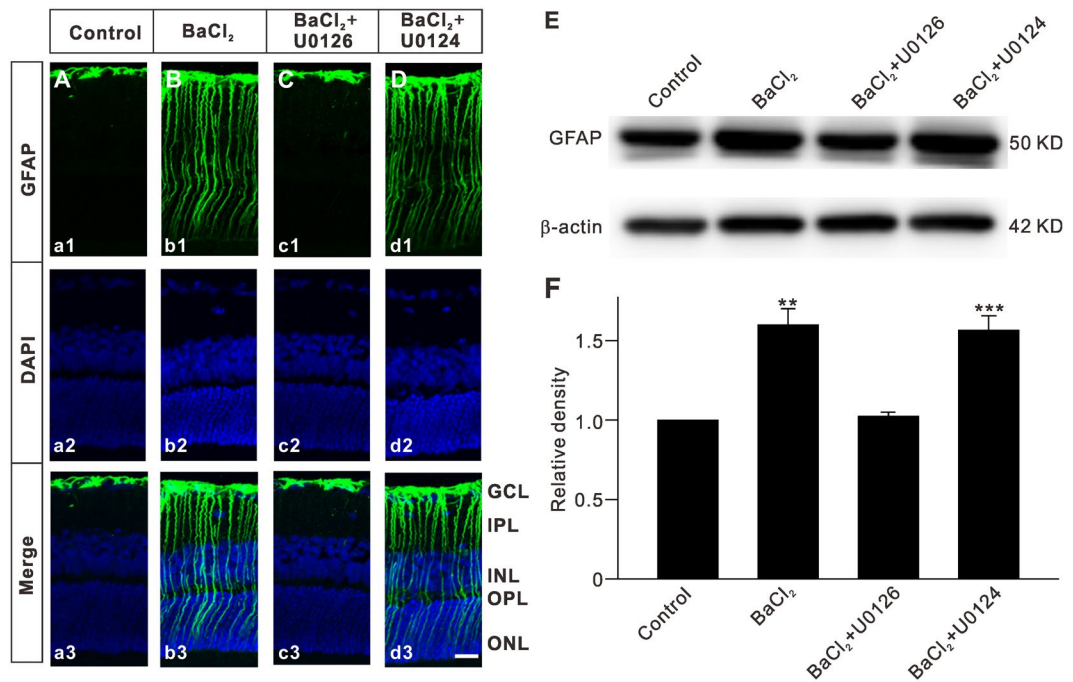 Control
BaCl₂
BaCl₂+
U0126
BaCl₂+
U0124
GFAP
A
B
C
D
a1
b1
c1
d1
DAPI
a2
b2
c2
d2
Merge
a3
b3
c3
d3
GCL
IPL
INL
OPL
ONL
E
Control
BaCl₂
BaCl₂+U0126
BaCl₂+U0124
GFAP
50 KD
β-actin
42 KD
F
Relative density
1.5
1.0
0.5
0
**
***
Control
BaCl₂
BaCl₂+U0126
BaCl₂+U0124